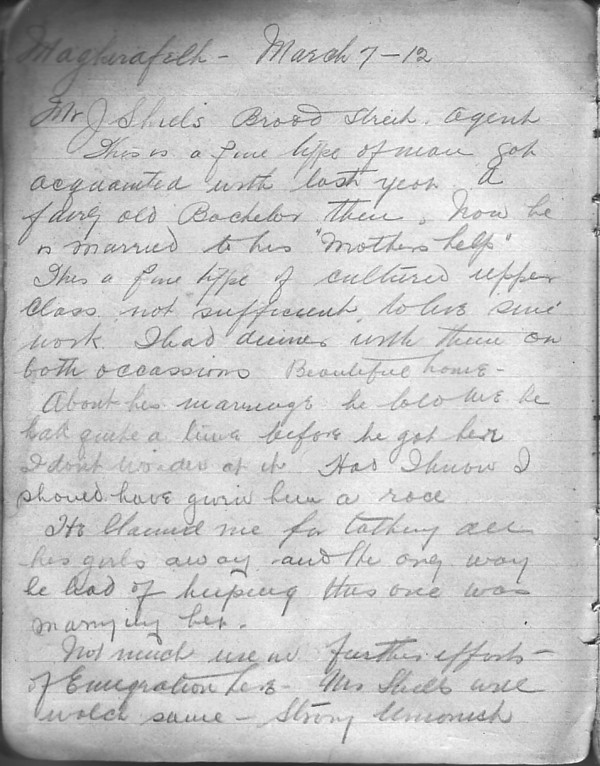 Magherafelt - March 7-12
Mr J Shiels Broad Street. Agent
This is a fine type of man got
acquainted with last year a
fairly old Bachelor then. Now he
is married to his "Mothers help"
This a fine type of cultured upper
class not sufficient to live
work I had dinner with them on
both occassions Beautiful home -
About his marriage he told me he
had quite a time before he got her
I dont wonder at it Had I know I
should have given him a race
He blamed me for taking all
his girls away and the only way
he had of keeping this one was
marrying her.
Not much use in further efforts -
of Emigration here - Mr Shiels will
watch same - Strong Unionist